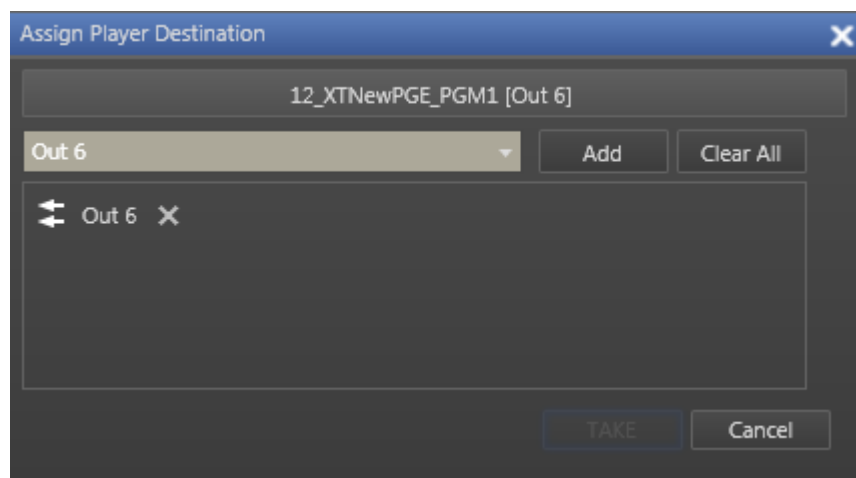 Assign Player Destination
12_XTNewPGE_PGM1 [Out 6]
Out 6
Add
Clear All
Out 6
TAKE
Cancel